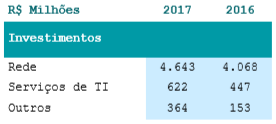 R$ Milhões 2017 2016
Investimentos
Rede 4.643 4.068
Serviços de TI 622 447
Outros 364 153